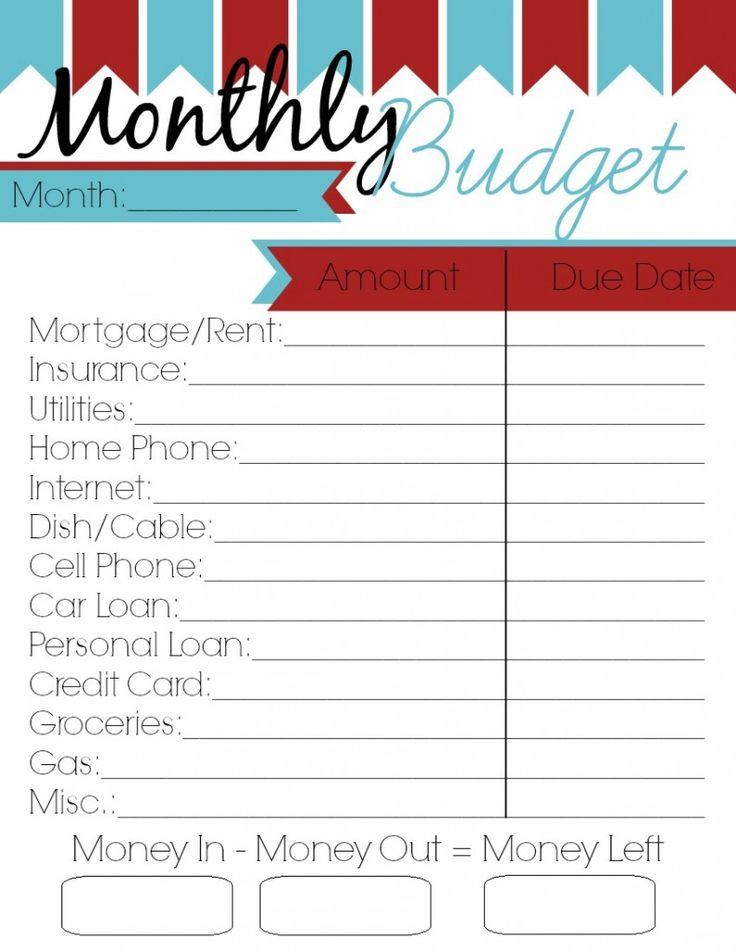 Monthly Budget
Month:__________
Amount Due Date
Mortgage/Rent:
Insurance:
Utilities:
Home Phone:
Internet:
Dish/Cable:
Cell Phone:
Car Loan:
Personal Loan:
Credit Card:
Groceries:
Gas:
Misc.:
Money In - Money Out = Money Left